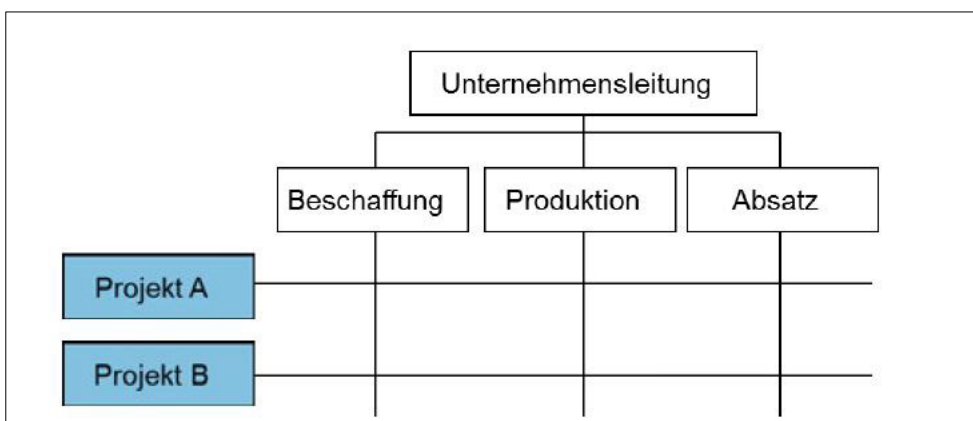 Unternehmensleitung
Beschaffung
Produktion
Absatz
Projekt A
Projekt B